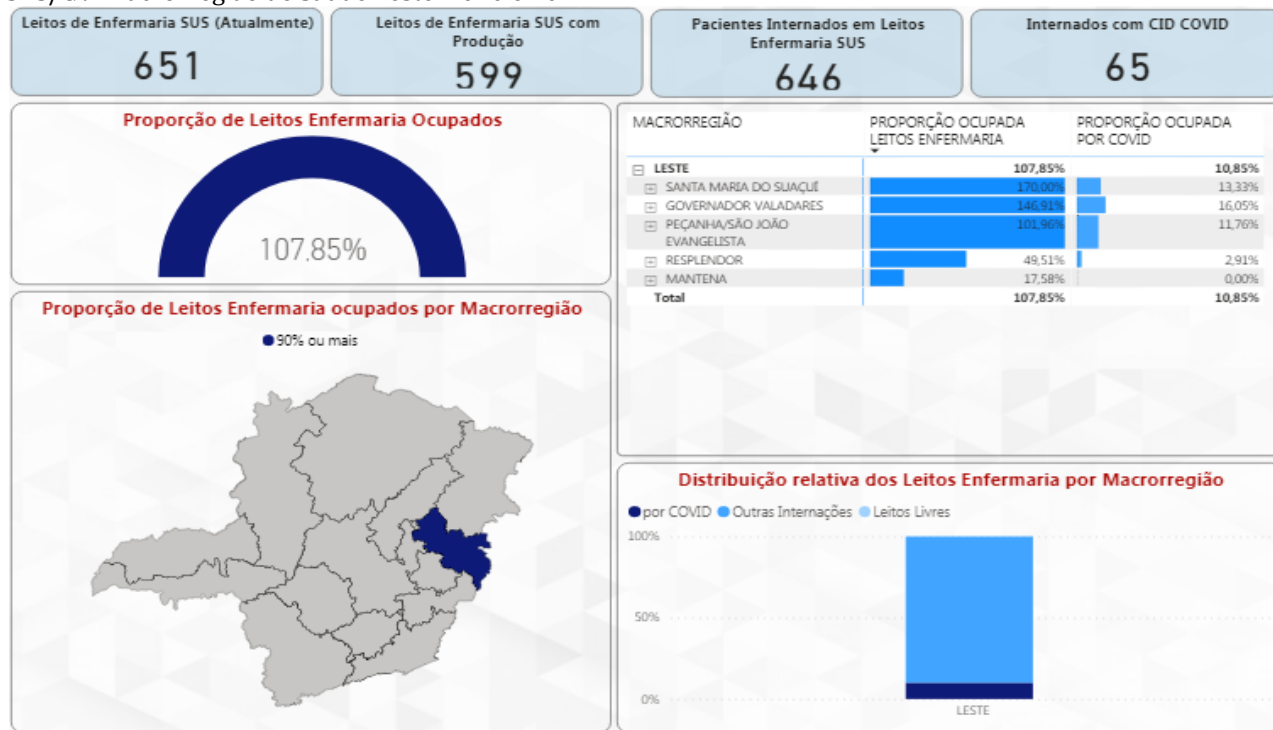 Leitos de Enfermaria SUS (Atualmente)
651
Leitos de Enfermaria SUS com
Produção
599
Pacientes Internados em Leitos
Enfermaria SUS
646
Internados com CID COVID
65
Proporção de Leitos Enfermaria Ocupados
107,85%
MACRORREGIÃO PROPORÇÃO OCUPADA LEITOS ENFERMARIA PROPORÇÃO OCUPADA POR COVID
LESTE 107,85% 10,85%
SANTA MARIA DO SUAÇUÍ 170,00% 13,33%
GOVERNADOR VALADARES 146,91% 16,05%
PEÇANHA/SÃO JOÃO EVANGELISTA 101,96% 11,76%
RESPLENDOR 49,51% 2,91%
MANTENA 17,58% 0,00%
Total 107,85% 10,85%
Proporção de Leitos Enfermaria ocupados por Macrorregião
90% ou mais
Distribuição relativa dos Leitos Enfermaria por Macrorregião
por COVID Outras Internações Leitos Livres
100%
50%
0%
LESTE